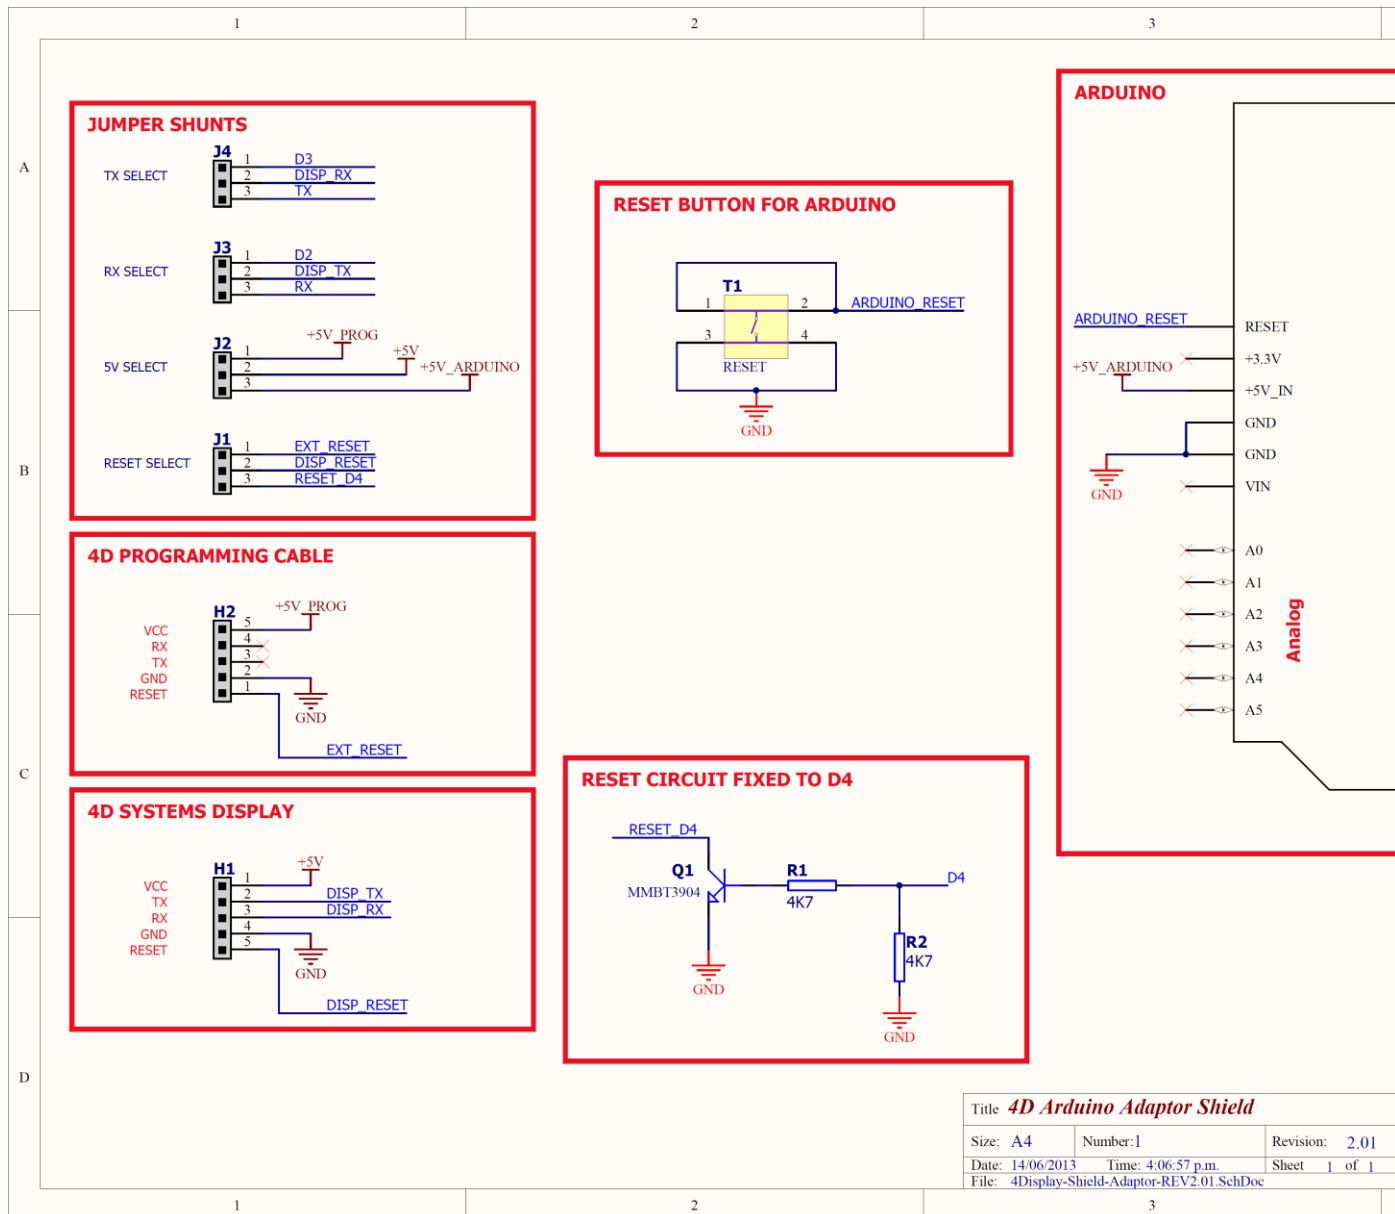 1 2 3
A
B
C
D
JUMPER SHUNTS
J4
TX SELECT
1 D3
2 DISP_RX
3 TX
J3
RX SELECT
1 D2
2 DISP_TX
3 RX
J2
5V SELECT
1 +5V_PROG
2 +5V
3 +5V_ARDUINO
J1
RESET SELECT
1 EXT_RESET
2 DISP_RESET
3 RESET_D4
4D PROGRAMMING CABLE
H2
+5V_PROG
VCC 5
RX 4
TX 3
GND 2
RESET 1
GND
EXT_RESET
4D SYSTEMS DISPLAY
H1
+5V
VCC 1
TX 2 DISP_TX
RX 3 DISP_RX
GND 4
RESET 5
GND
DISP_RESET
RESET BUTTON FOR ARDUINO
T1
1 2 ARDUINO_RESET
3 4
RESET
GND
RESET CIRCUIT FIXED TO D4
RESET_D4
Q1
MMBT3904
R1
4K7
D4
R2
4K7
GND
GND
ARDUINO
ARDUINO_RESET
RESET
+3.3V
+5V_ARDUINO
+5V_IN
GND
GND
GND
VIN
A0
A1
A2
A3
A4
A5
Analog
Title 4D Arduino Adaptor Shield
Size: A4 Number:1 Revision: 2.01
Date: 14/06/2013 Time: 4:06:57 p.m. Sheet 1 of 1
File: 4Display-Shield-Adaptor-REV2.01.SchDoc
1 2 3